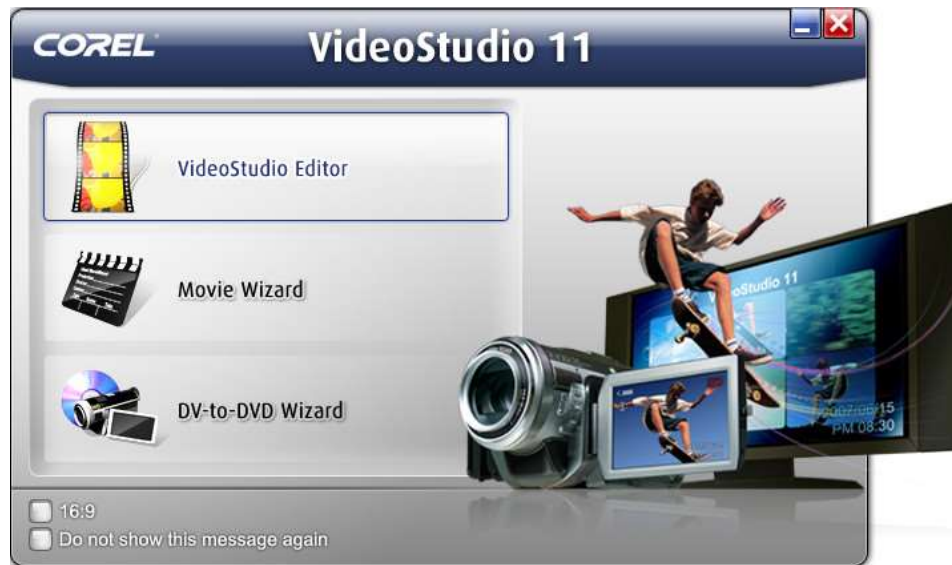 COREL
VideoStudio 11
VideoStudio Editor
Movie Wizard
DV-to-DVD Wizard
VideoStudio 11
PM 08:30
16:9
Do not show this message again